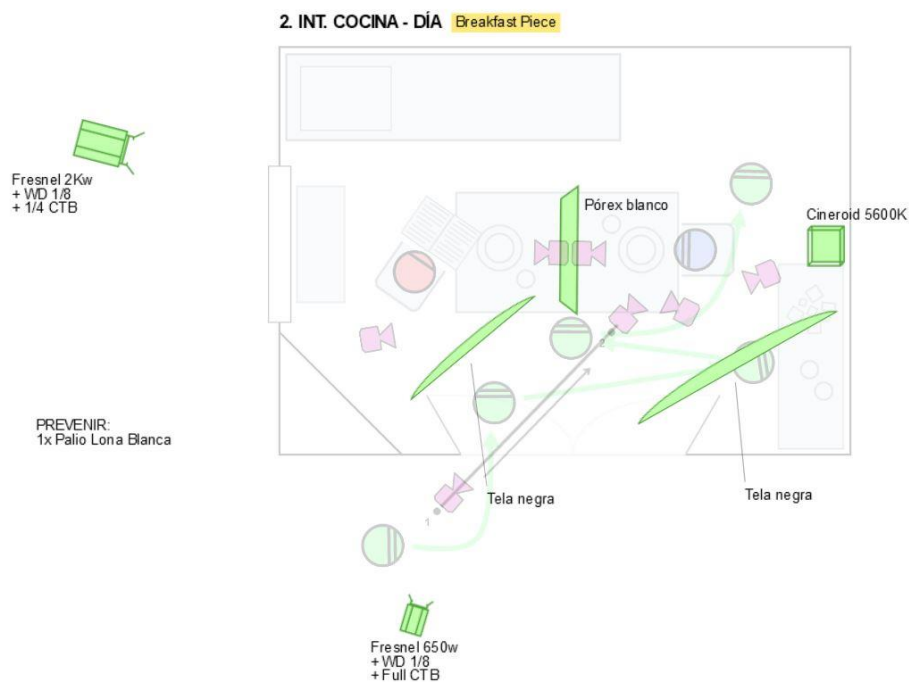 2. INT. COCINA - DÍA Breakfast Piece
Fresnel 2Kw
+ WD 1/8
+ 1/4 CTB
Pórex blanco
Cineroid 5600K
2
PREVENIR:
1x Palio Lona Blanca
Tela negra
Tela negra
1
Fresnel 650w
+ WD 1/8
+ Full CTB